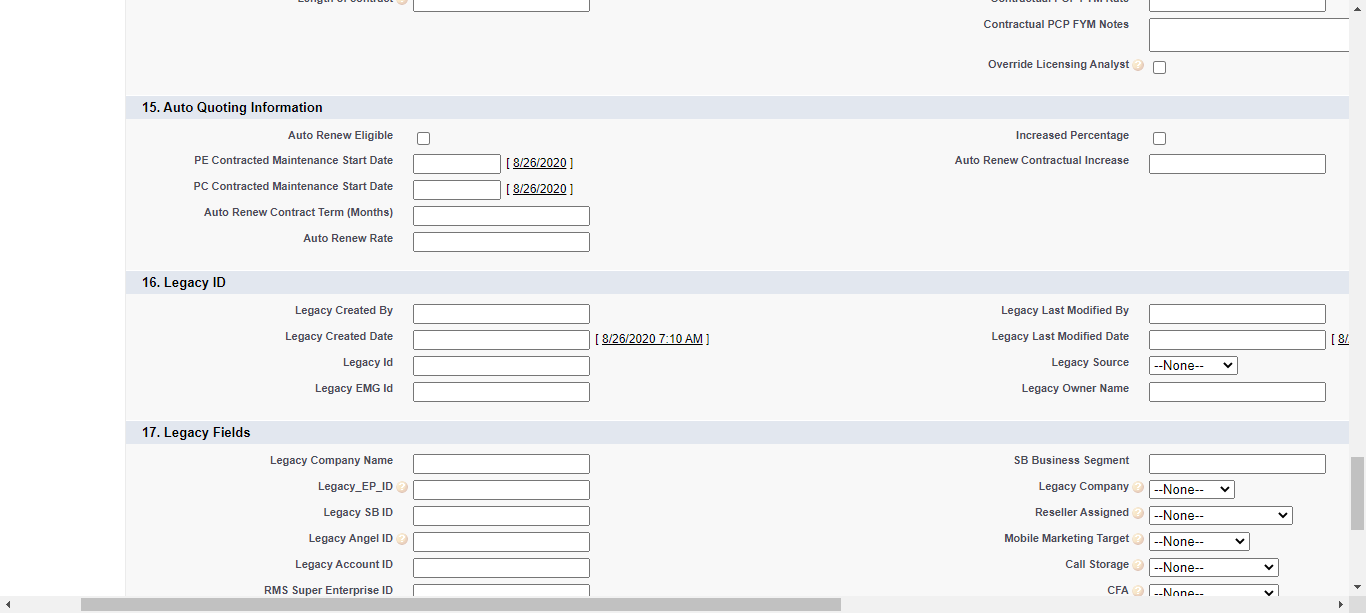 Length of contract
Contractual PCP FYM Rate
Contractual PCP FYM Notes
Override Licensing Analyst ?
15. Auto Quoting Information
Auto Renew Eligible
Increased Percentage
PE Contracted Maintenance Start Date [ 8/26/2020 ]
Auto Renew Contractual Increase
PC Contracted Maintenance Start Date [ 8/26/2020 ]
Auto Renew Contract Term (Months)
Auto Renew Rate
16. Legacy ID
Legacy Created By
Legacy Last Modified By
Legacy Created Date [ 8/26/2020 7:10 AM ]
Legacy Last Modified Date [ 8/
Legacy Id
Legacy Source --None--
Legacy EMG Id
Legacy Owner Name
17. Legacy Fields
Legacy Company Name
SB Business Segment
Legacy_EP_ID ?
Legacy Company ? --None--
Legacy SB ID
Reseller Assigned ? --None--
Legacy Angel ID ?
Mobile Marketing Target ? --None--
Legacy Account ID
Call Storage ? --None--
RMS Super Enterprise ID
CFA ? --None--